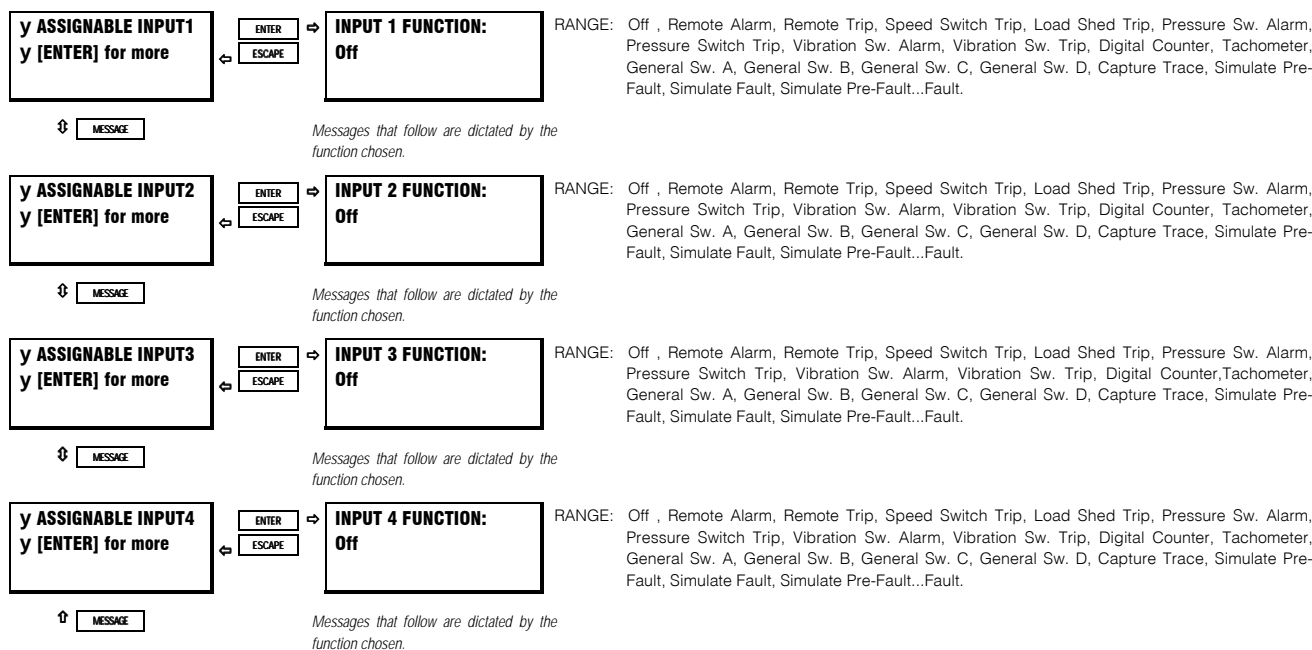 y ASSIGNABLE INPUT1
y [ENTER] for more
ENTER ⇨
⇦ ESCAPE
INPUT 1 FUNCTION:
Off
RANGE: Off , Remote Alarm, Remote Trip, Speed Switch Trip, Load Shed Trip, Pressure Sw. Alarm,
Pressure Switch Trip, Vibration Sw. Alarm, Vibration Sw. Trip, Digital Counter, Tachometer,
General Sw. A, General Sw. B, General Sw. C, General Sw. D, Capture Trace, Simulate Pre-
Fault, Simulate Fault, Simulate Pre-Fault...Fault.
⇳ MESSAGE
Messages that follow are dictated by the
function chosen.
y ASSIGNABLE INPUT2
y [ENTER] for more
ENTER ⇨
⇦ ESCAPE
INPUT 2 FUNCTION:
Off
RANGE: Off , Remote Alarm, Remote Trip, Speed Switch Trip, Load Shed Trip, Pressure Sw. Alarm,
Pressure Switch Trip, Vibration Sw. Alarm, Vibration Sw. Trip, Digital Counter, Tachometer,
General Sw. A, General Sw. B, General Sw. C, General Sw. D, Capture Trace, Simulate Pre-
Fault, Simulate Fault, Simulate Pre-Fault...Fault.
⇳ MESSAGE
Messages that follow are dictated by the
function chosen.
y ASSIGNABLE INPUT3
y [ENTER] for more
ENTER ⇨
⇦ ESCAPE
INPUT 3 FUNCTION:
Off
RANGE: Off , Remote Alarm, Remote Trip, Speed Switch Trip, Load Shed Trip, Pressure Sw. Alarm,
Pressure Switch Trip, Vibration Sw. Alarm, Vibration Sw. Trip, Digital Counter,Tachometer,
General Sw. A, General Sw. B, General Sw. C, General Sw. D, Capture Trace, Simulate Pre-
Fault, Simulate Fault, Simulate Pre-Fault...Fault.
⇳ MESSAGE
Messages that follow are dictated by the
function chosen.
y ASSIGNABLE INPUT4
y [ENTER] for more
ENTER ⇨
⇦ ESCAPE
INPUT 4 FUNCTION:
Off
RANGE: Off , Remote Alarm, Remote Trip, Speed Switch Trip, Load Shed Trip, Pressure Sw. Alarm,
Pressure Switch Trip, Vibration Sw. Alarm, Vibration Sw. Trip, Digital Counter, Tachometer,
General Sw. A, General Sw. B, General Sw. C, General Sw. D, Capture Trace, Simulate Pre-
Fault, Simulate Fault, Simulate Pre-Fault...Fault.
⇧ MESSAGE
Messages that follow are dictated by the
function chosen.